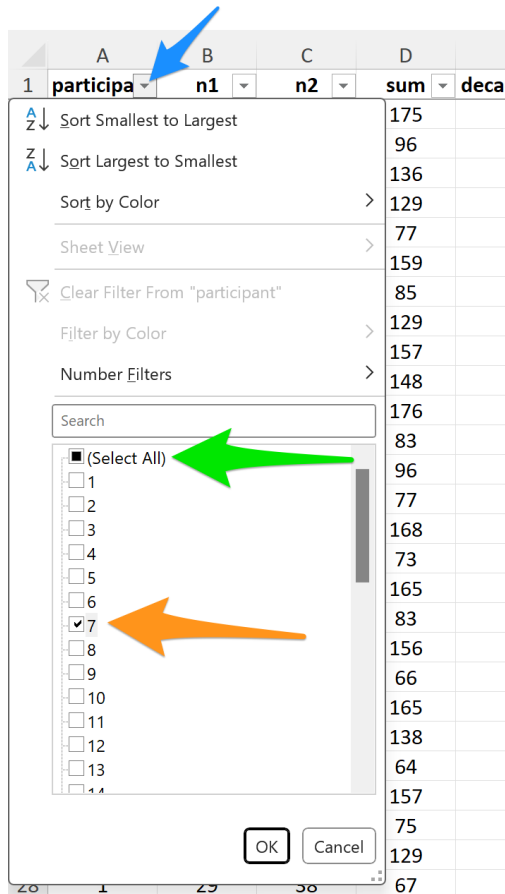 A B C D
1 participa n1 n2 sum deca
Sort Smallest to Largest 175
96
Sort Largest to Smallest 136
Sort by Color 129
77
Sheet View 159
Clear Filter From "participant" 85
Filter by Color 129
157
Number Filters 148
176
Search 83
(Select All) 96
1
2 77
3 168
4 73
5
6 165
7 83
8 156
9 66
10
11 165
12 138
13 64
14 157
75
OK Cancel 129
28 1 29 38 67